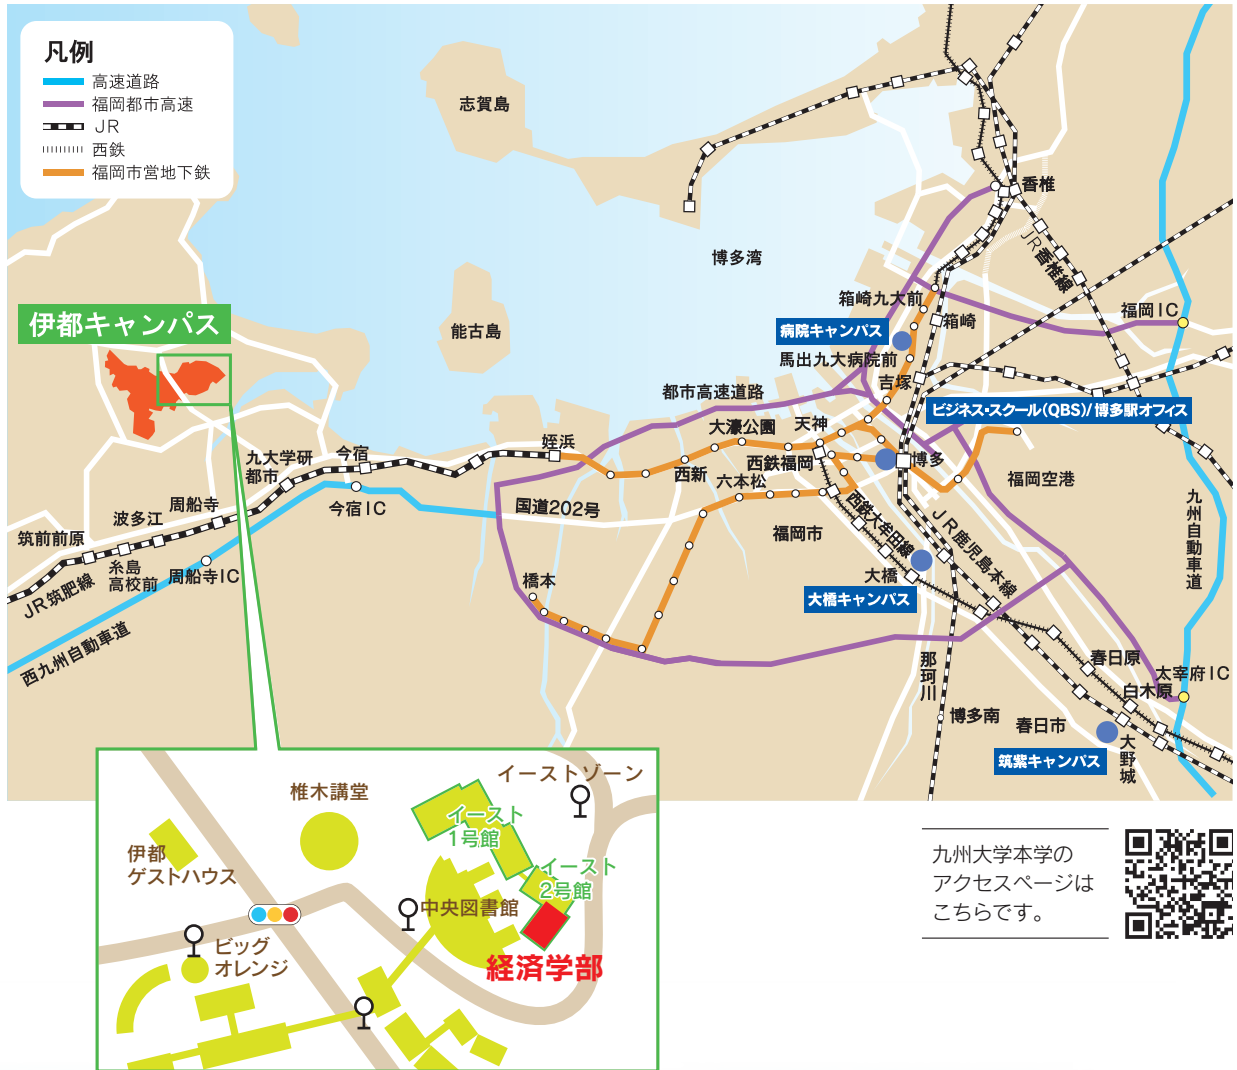 凡例
高速道路
福岡都市高速
JR
西鉄
福岡市営地下鉄
志賀島
香椎
JR香椎線
博多湾
能古島
箱崎九大前
箱崎
福岡IC
伊都キャンパス
病院キャンパス
馬出九大病院前
吉塚
都市高速道路
ビジネス・スクール(QBS)/博多駅オフィス
大濠公園
天神
姪浜
西新
西鉄福岡
博多
六本松
福岡空港
今宿
九大学研
都市
今宿IC
国道202号
周船寺
波多江
筑前前原
糸島
高校前
周船寺IC
JR筑肥線
西九州自動車道
福岡市
西鉄大牟田線
JR鹿児島本線
九州自動車道
橋本
大橋
大橋キャンパス
那珂川
春日原
太宰府IC
白木原
博多南
春日市
大野城
筑紫キャンパス
イーストゾーン
椎木講堂
イースト
1号館
伊都
ゲストハウス
イースト
2号館
中央図書館
ビッグ
オレンジ
経済学部
九州大学本学の
アクセスページは
こちらです。